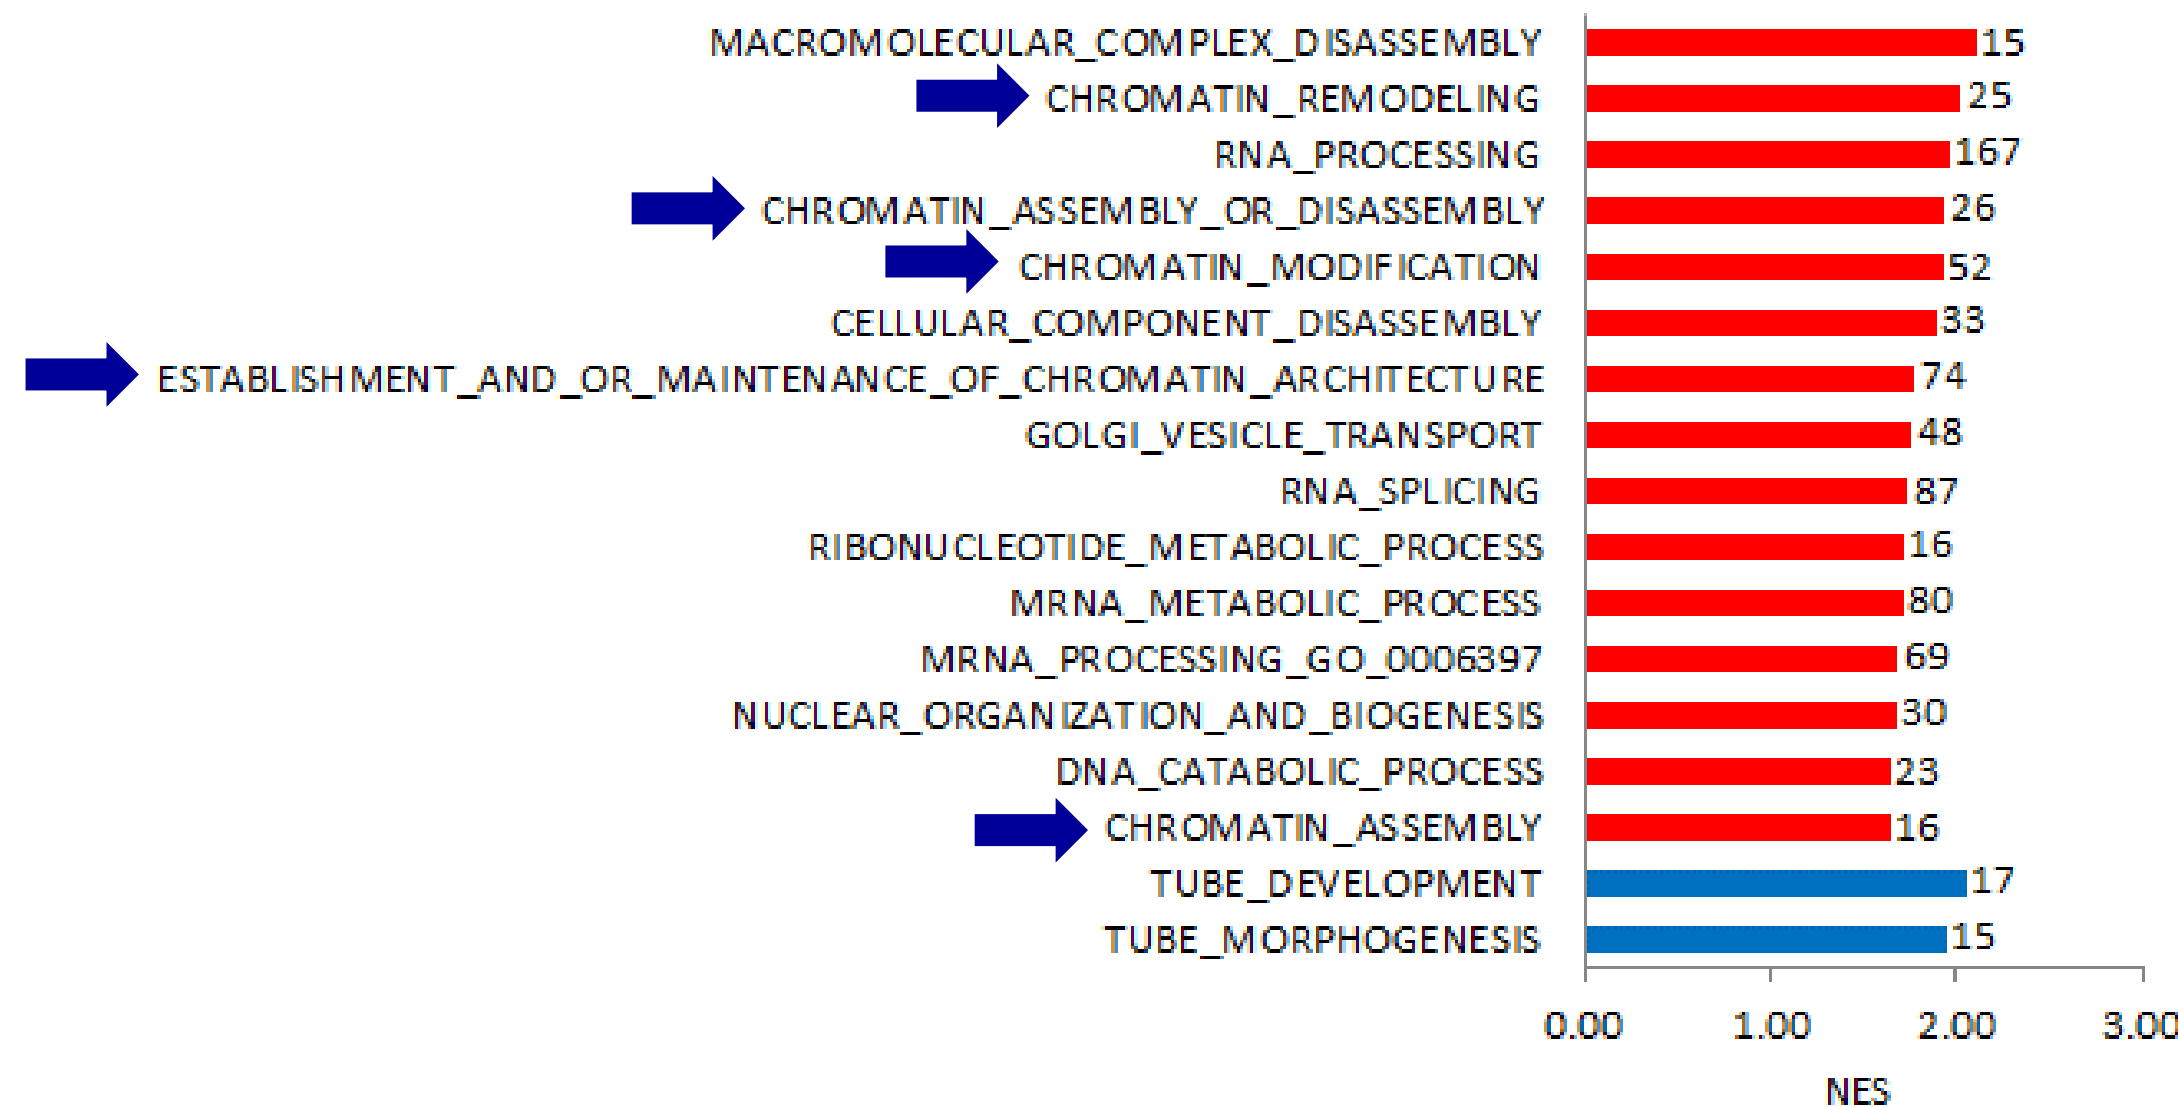 MACROMOLECULAR_COMPLEX_DISASSEMBLY 15
CHROMATIN_REMODELING 25
RNA_PROCESSING 167
CHROMATIN_ASSEMBLY_OR_DISASSEMBLY 26
CHROMATIN_MODIFICATION 52
CELLULAR_COMPONENT_DISASSEMBLY 33
ESTABLISHMENT_AND_OR_MAINTENANCE_OF_CHROMATIN_ARCHITECTURE 74
GOLGI_VESICLE_TRANSPORT 48
RNA_SPLICING 87
RIBONUCLEOTIDE_METABOLIC_PROCESS 16
MRNA_METABOLIC_PROCESS 80
MRNA_PROCESSING_GO_0006397 69
NUCLEAR_ORGANIZATION_AND_BIOGENESIS 30
DNA_CATABOLIC_PROCESS 23
CHROMATIN_ASSEMBLY 16
TUBE_DEVELOPMENT 17
TUBE_MORPHOGENESIS 15
0.00 1.00 2.00 3.00
NES